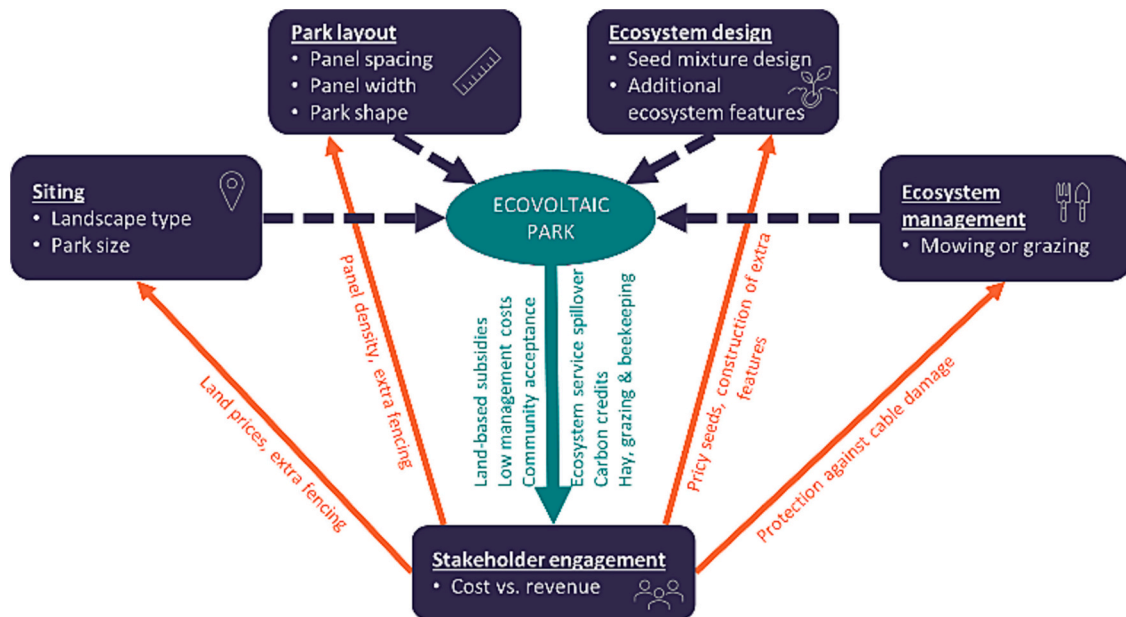 Park layout
• Panel spacing
• Panel width
• Park shape
Ecosystem design
• Seed mixture design
• Additional
ecosystem features
Siting
• Landscape type
• Park size
ECOVOLTAIC
PARK
Ecosystem
management
• Mowing or grazing
Land prices, extra fencing
Panel density, extra fencing
Land-based subsidies
Low management costs
Community acceptance
Ecosystem service spillover
Carbon credits
Hay, grazing & beekeeping
Pricy seeds, construction of extra
features
Protection against cable damage
Stakeholder engagement
• Cost vs. revenue